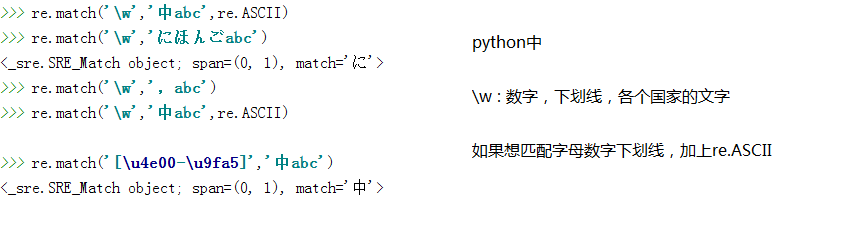 >>> re.match('\w','中abc',re.ASCII)
>>> re.match('\w','にほんごabc')
<_sre.SRE_Match object; span=(0, 1), match='に'>
>>> re.match('\w','，abc')
>>> re.match('\w','中abc',re.ASCII)
>>> re.match('[\u4e00-\u9fa5]','中abc')
<_sre.SRE_Match object; span=(0, 1), match='中'>
python中
\w：数字，下划线，各个国家的文字
如果想匹配字母数字下划线，加上re.ASCII